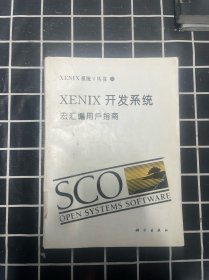 XENIX 系统 V 丛书
XENIX 开发系统
宏汇编用户指南
SCO
OPEN SYSTEMS SOFTWARE
科学出版社